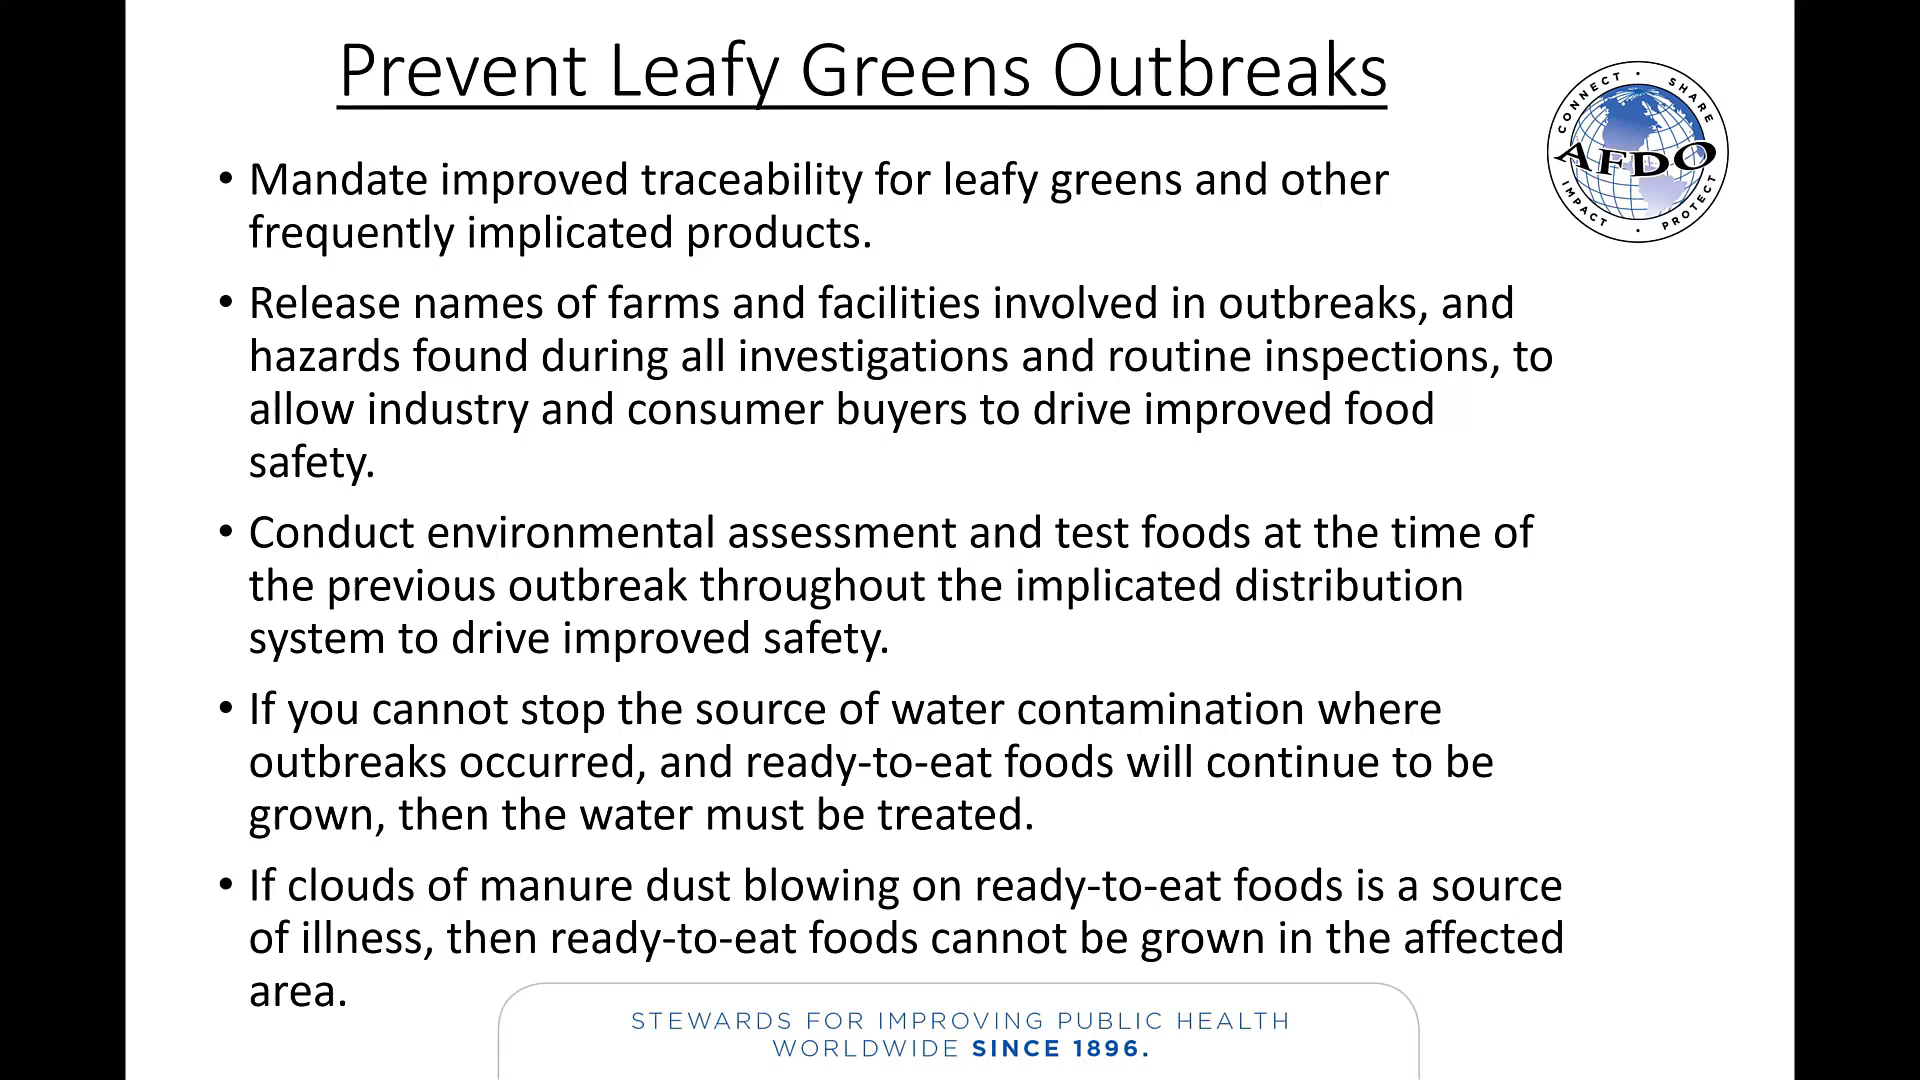 Prevent Leafy Greens Outbreaks
CONNECT • SHARE
AFDO
IMPACT • PROTECT
• Mandate improved traceability for leafy greens and other
frequently implicated products.
• Release names of farms and facilities involved in outbreaks, and
hazards found during all investigations and routine inspections, to
allow industry and consumer buyers to drive improved food
safety.
• Conduct environmental assessment and test foods at the time of
the previous outbreak throughout the implicated distribution
system to drive improved safety.
• If you cannot stop the source of water contamination where
outbreaks occurred, and ready-to-eat foods will continue to be
grown, then the water must be treated.
• If clouds of manure dust blowing on ready-to-eat foods is a source
of illness, then ready-to-eat foods cannot be grown in the affected
area.
STEWARDS FOR IMPROVING PUBLIC HEALTH
WORLDWIDE SINCE 1896.